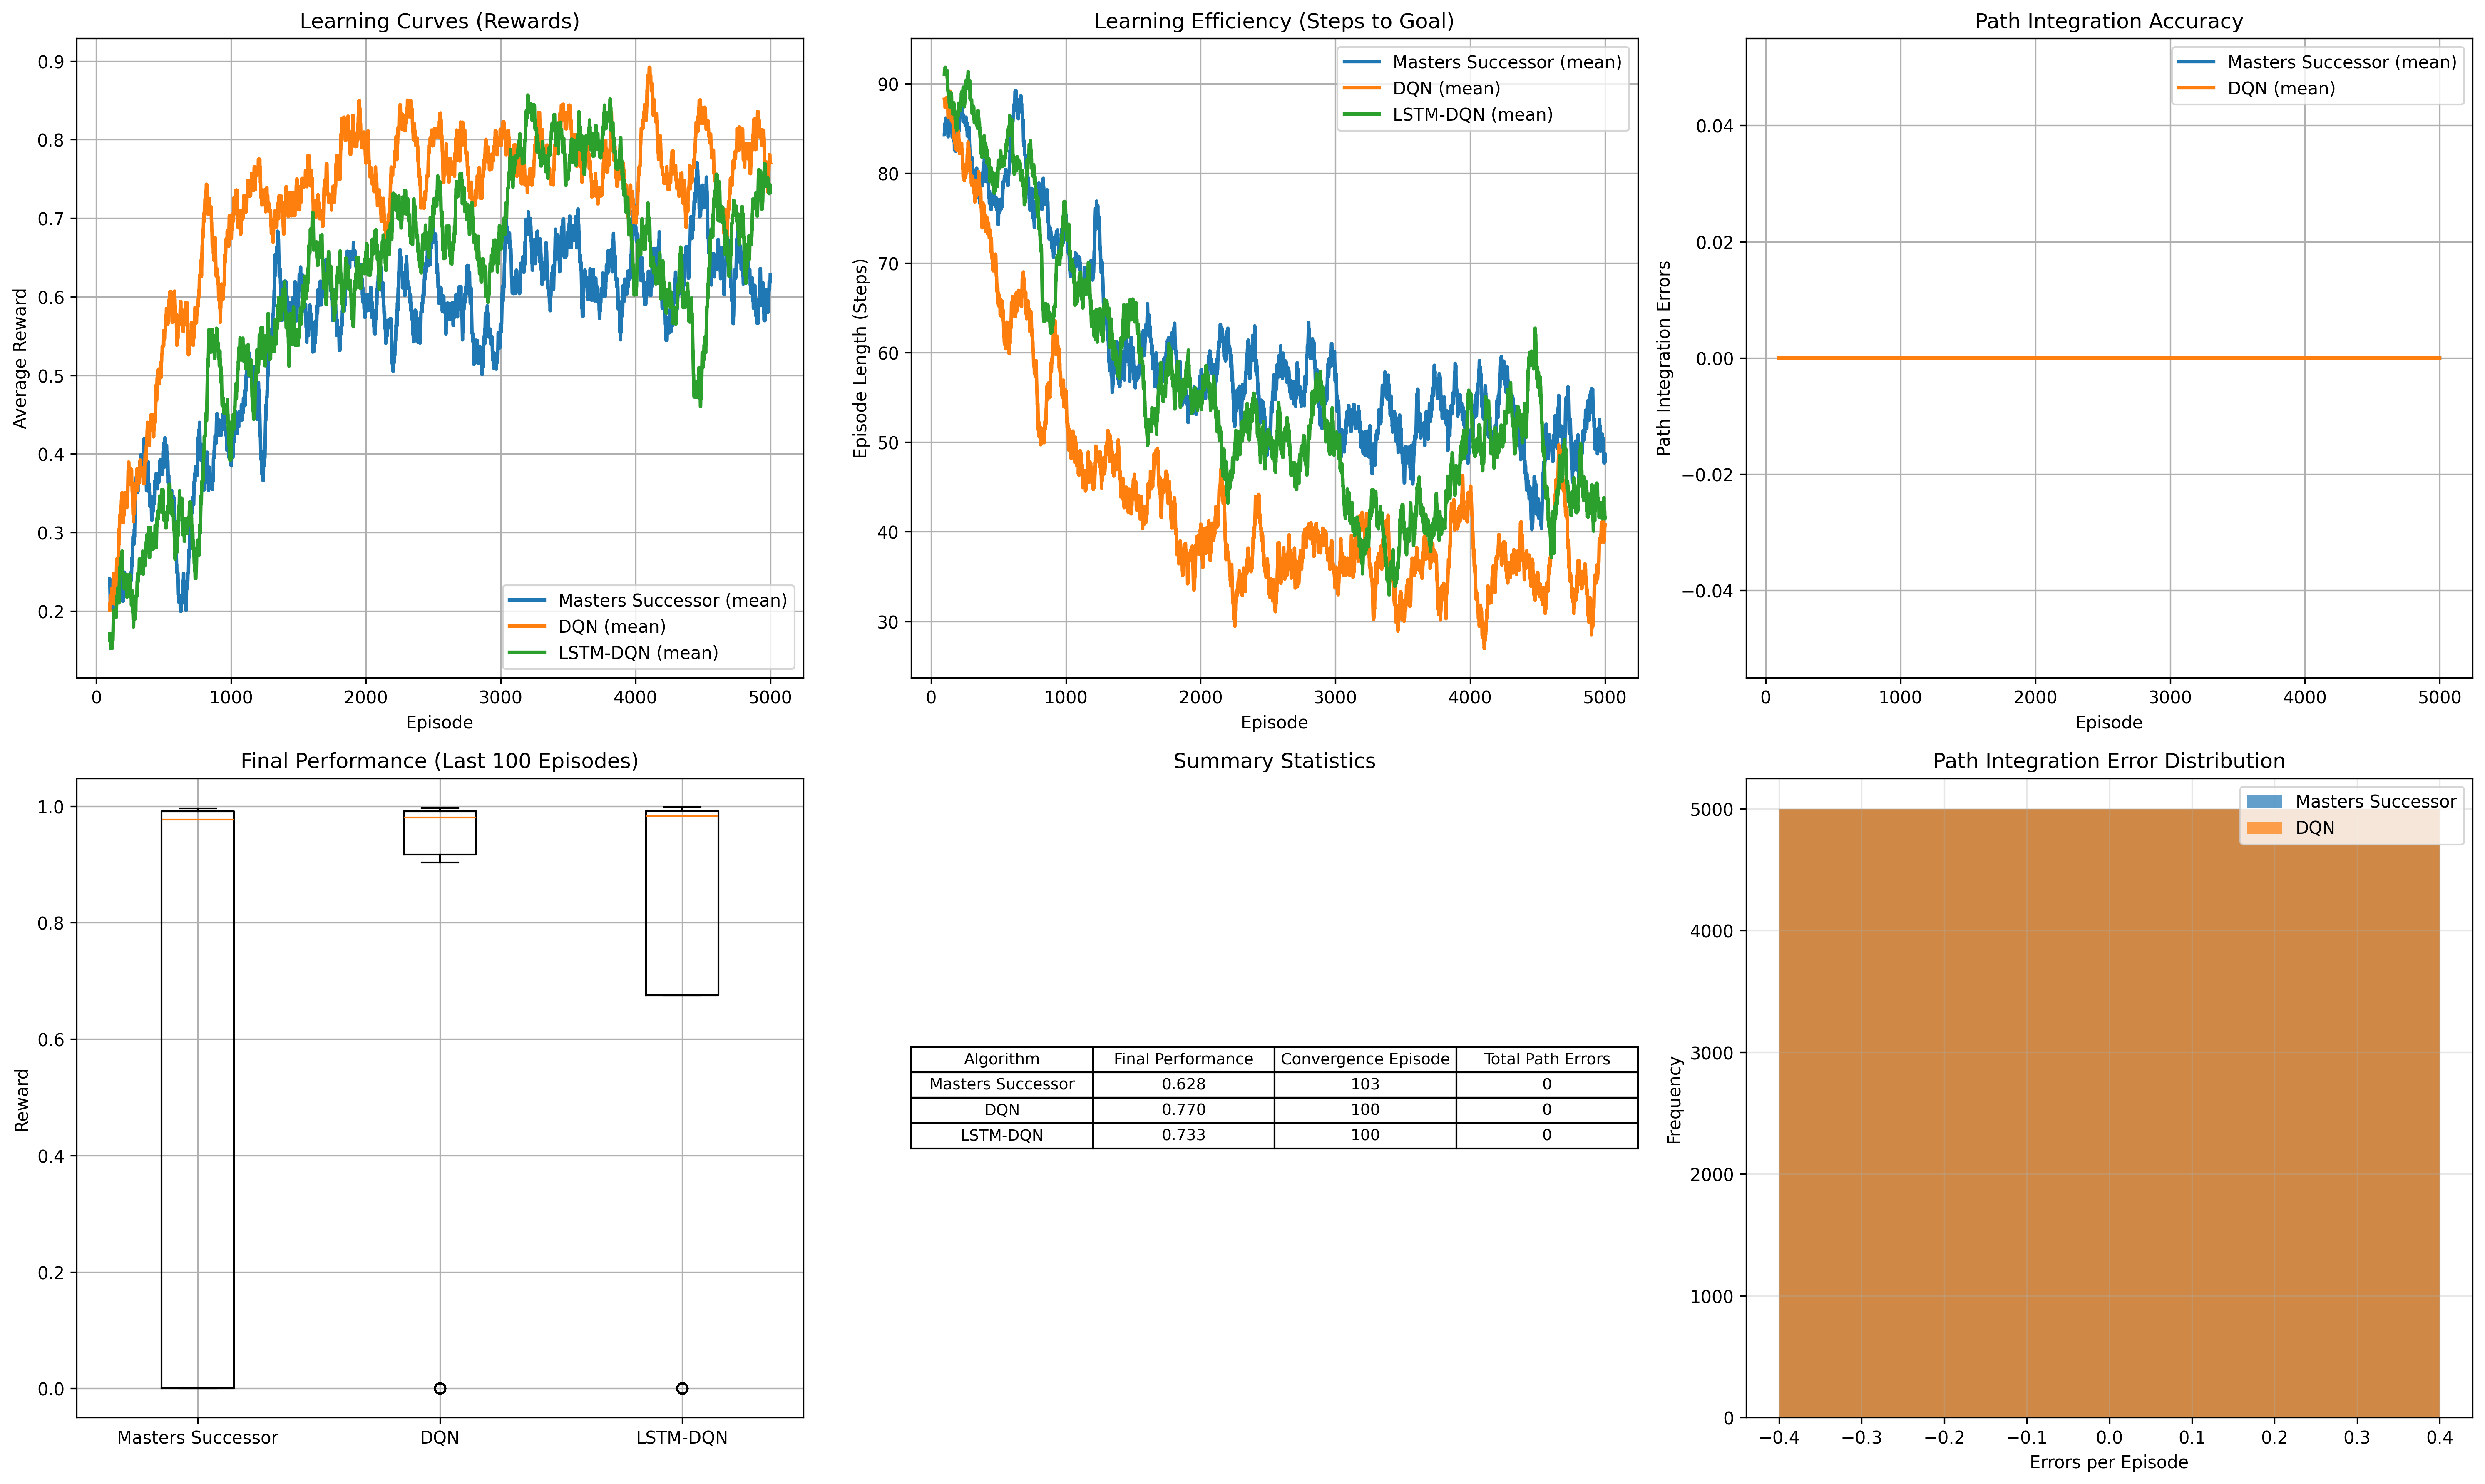 Learning Curves (Rewards)
Average Reward
0.9
0.8
0.7
0.6
0.5
0.4
0.3
0.2
0 1000 2000 3000 4000 5000
Episode
Masters Successor (mean)
DQN (mean)
LSTM-DQN (mean)
Learning Efficiency (Steps to Goal)
Episode Length (Steps)
90
80
70
60
50
40
30
0 1000 2000 3000 4000 5000
Episode
Masters Successor (mean)
DQN (mean)
LSTM-DQN (mean)
Path Integration Accuracy
Path Integration Errors
0.04
0.02
0.00
−0.02
−0.04
0 1000 2000 3000 4000 5000
Episode
Masters Successor (mean)
DQN (mean)
Final Performance (Last 100 Episodes)
Reward
1.0
0.8
0.6
0.4
0.2
0.0
Masters Successor DQN LSTM-DQN
Summary Statistics
Algorithm Final Performance Convergence Episode Total Path Errors
Masters Successor 0.628 103 0
DQN 0.770 100 0
LSTM-DQN 0.733 100 0
Path Integration Error Distribution
Frequency
5000
4000
3000
2000
1000
0
−0.4 −0.3 −0.2 −0.1 0.0 0.1 0.2 0.3 0.4
Errors per Episode
Masters Successor
DQN